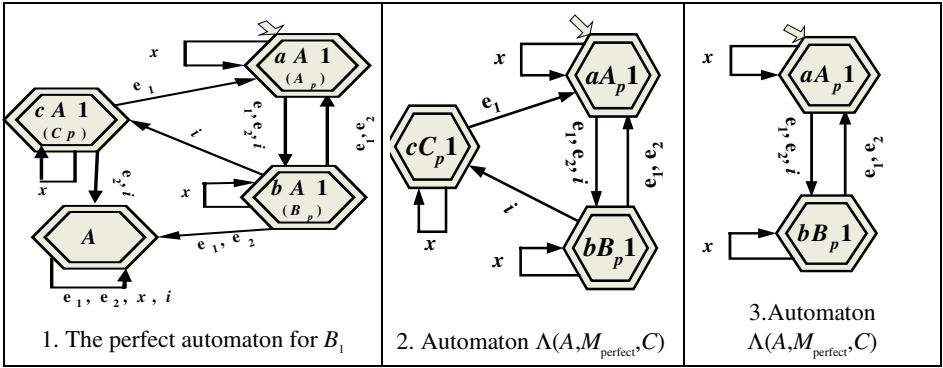 x
a A 1
(A p)
e 1
c A 1
(C p)
e 1, e 2, i
e 1, e 2
i
x
e 2, i
x
b A 1
(B p)
A
e 1, e 2
e 1, e 2, x, i
1. The perfect automaton for B1
x
aAp1
e1
cCp1
e1, e2, i
e1, e2
i
x
x
bBp1
2. Automaton Λ(A,Mperfect,C)
x
aAp1
e1, e2, i
e1, e2
x
bBp1
3.Automaton
Λ(A,Mperfect,C)